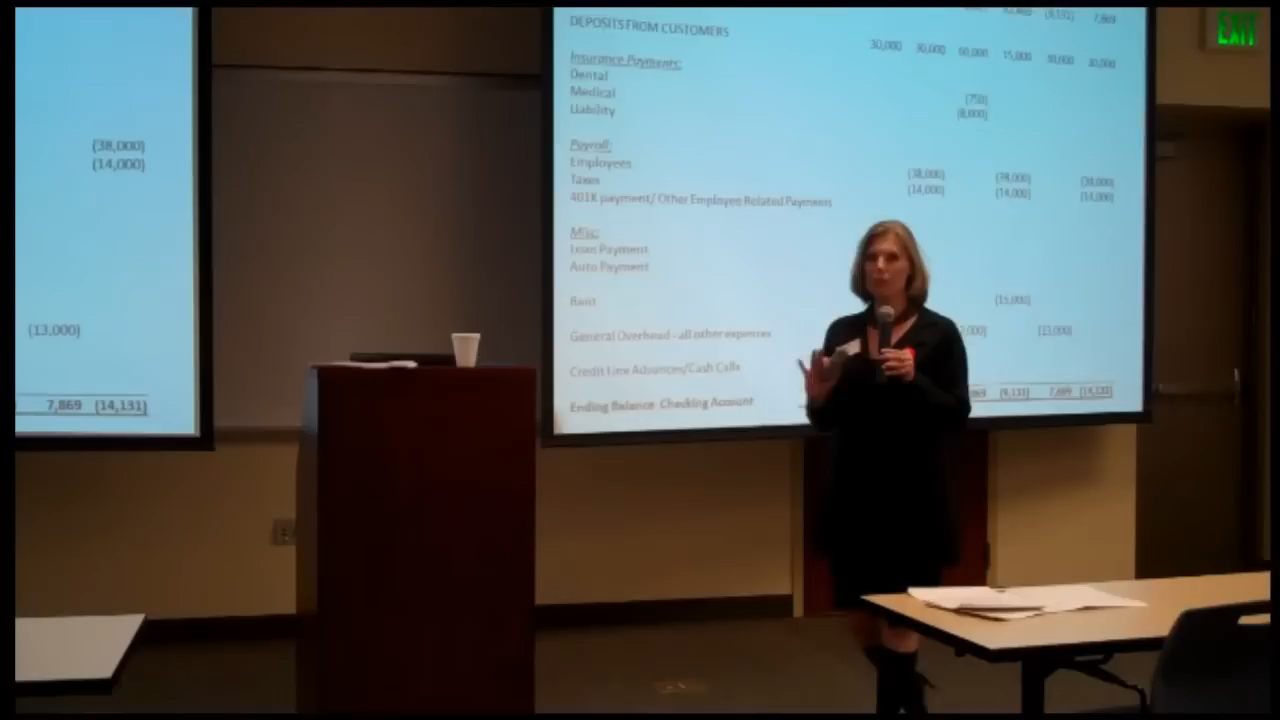 (38,000)
(14,000)
(13,000)
7,869 (14,131)
7,869
DEPOSITS FROM CUSTOMERS
30,000 30,000 60,000 15,000 30,000 30,000
Insurance Payments:
Dental
Medical (750)
Liability (8,000)
Payroll:
Employees (38,000) (38,000) (38,000)
Taxes (14,000) (14,000) (14,000)
401K payment/ Other Employee Related Payments
Misc:
Loan Payment
Auto Payment
Rent (15,000)
General Overhead - all other expenses (13,000)
Credit Line Advances/Cash Calls
Ending Balance Checking Account (9,131) 7,869
EXIT